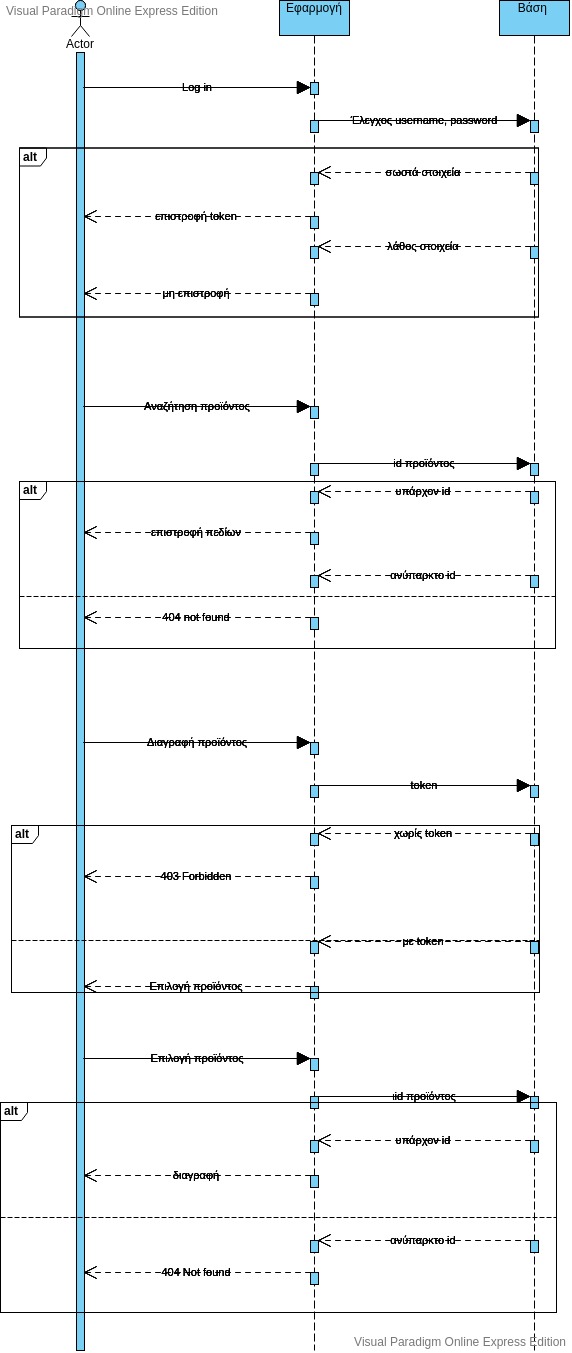 Visual Paradigm Online Express Edition
Εφαρμογή
Βάση
Actor
Log in
Έλεγχος username, password
alt
σωστά στοιχεία
επιστροφή token
λάθος στοιχεία
μη επιστροφή
Αναζήτηση προϊόντος
id προϊόντος
alt
υπάρχον id
επιστροφή πεδίων
ανύπαρκτο id
404 not found
Διαγραφή προϊόντος
token
alt
χωρίς token
403 Forbidden
με token
Επιλογή προϊόντος
Επιλογή προϊόντος
iid προϊόντος
alt
υπάρχον id
διαγραφή
ανύπαρκτο id
404 Not found
Visual Paradigm Online Express Edition